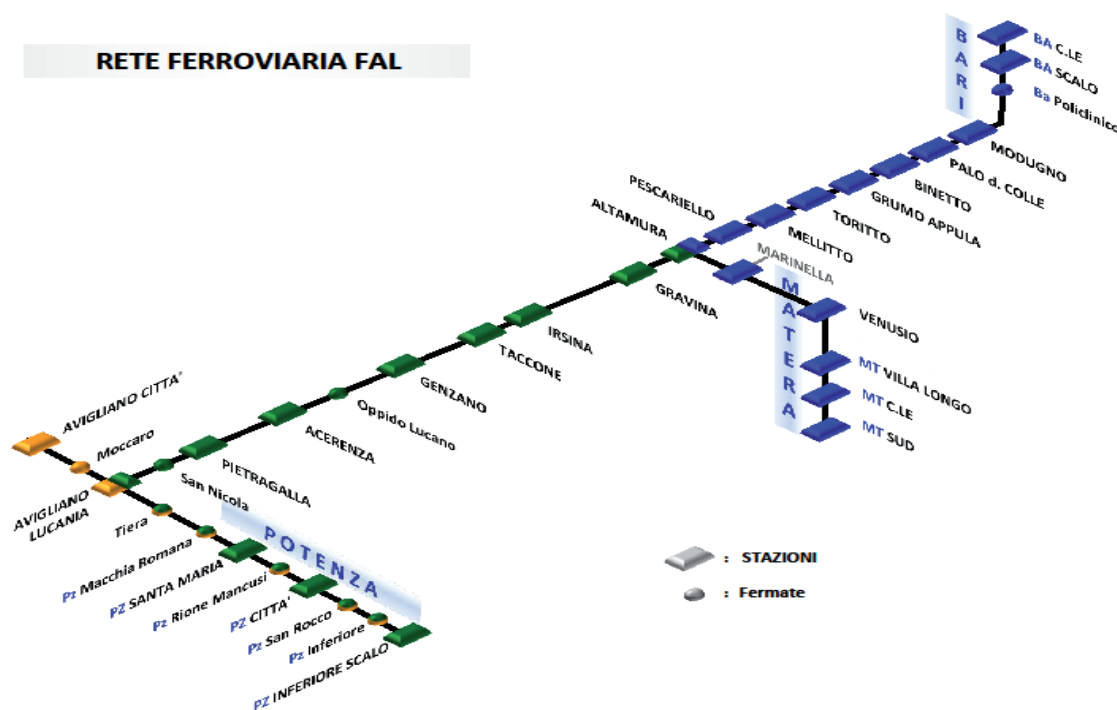 RETE FERROVIARIA FAL
BARI
BA C.LE
BA SCALO
Ba Policlinico
MODUGNO
PALO d. COLLE
BINETTO
GRUMO APPULA
TORITTO
MELLITTO
PESCARIELLO
ALTAMURA
MARINELLA
MATERA
VENUSIO
MT VILLA LONGO
MT C.LE
MT SUD
GRAVINA
IRSINA
TACCONE
GENZANO
Oppido Lucano
ACERENZA
PIETRAGALLA
San Nicola
AVIGLIANO CITTA'
Moccaro
AVIGLIANO
LUCANIA
Tiera
POTENZA
Pz Macchia Romana
PZ SANTA MARIA
Pz Rione Mancusi
PZ CITTA'
Pz San Rocco
Pz Inferiore
PZ INFERIORE SCALO
: STAZIONI
: Fermate